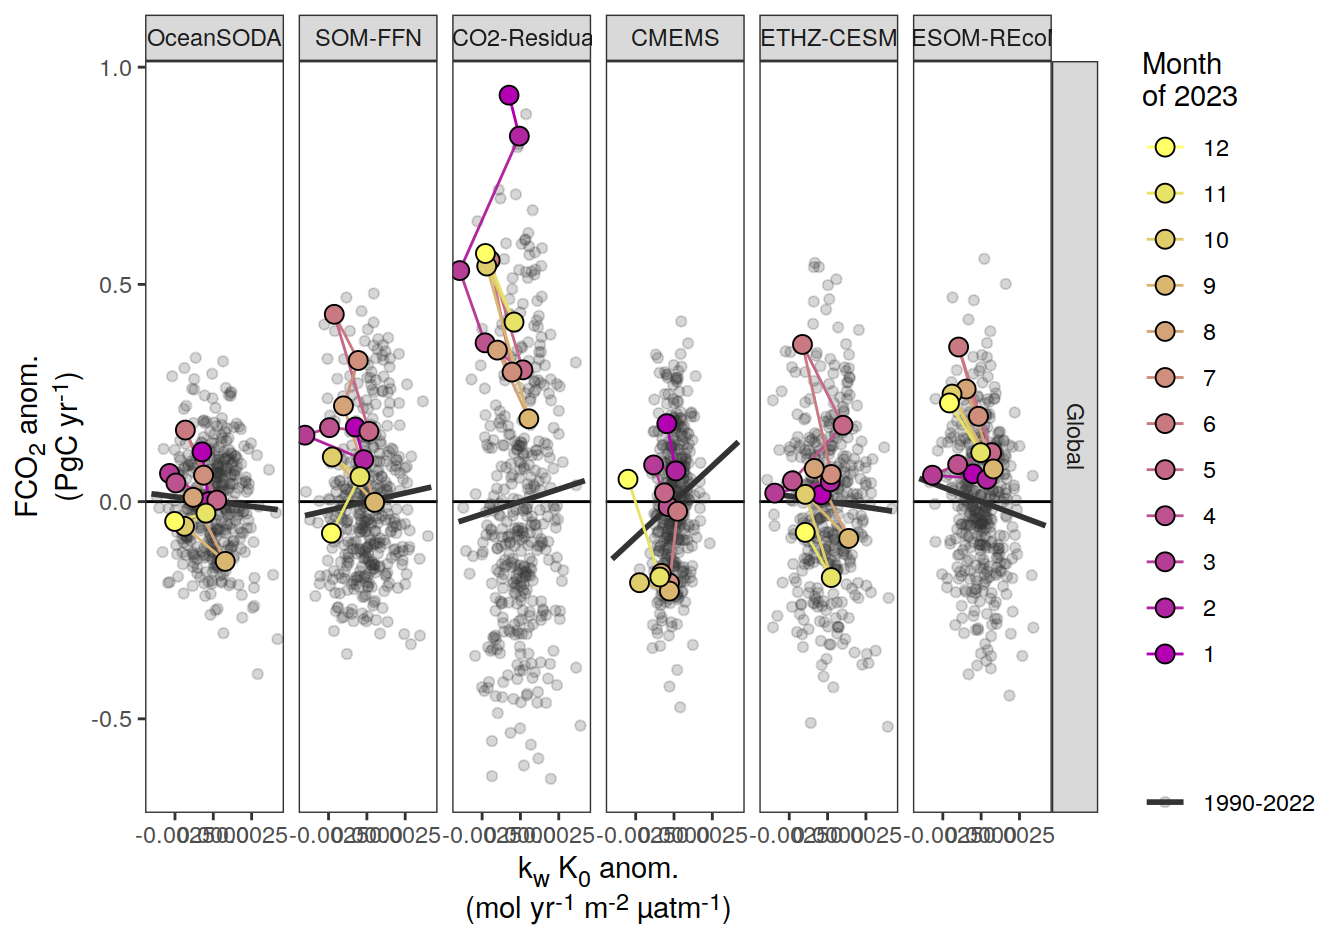 OceanSODA SOM-FFN CO2-Residua CMEMS ETHZ-CESM ESOM-REcoM
Global
1.0
0.5
0.0
-0.5
FCO2 anom.
(PgC yr-1)
kw K0 anom.
(mol yr-1 m-2 µatm-1)
Month
of 2023
12
11
10
9
8
7
6
5
4
3
2
1
1990-2022